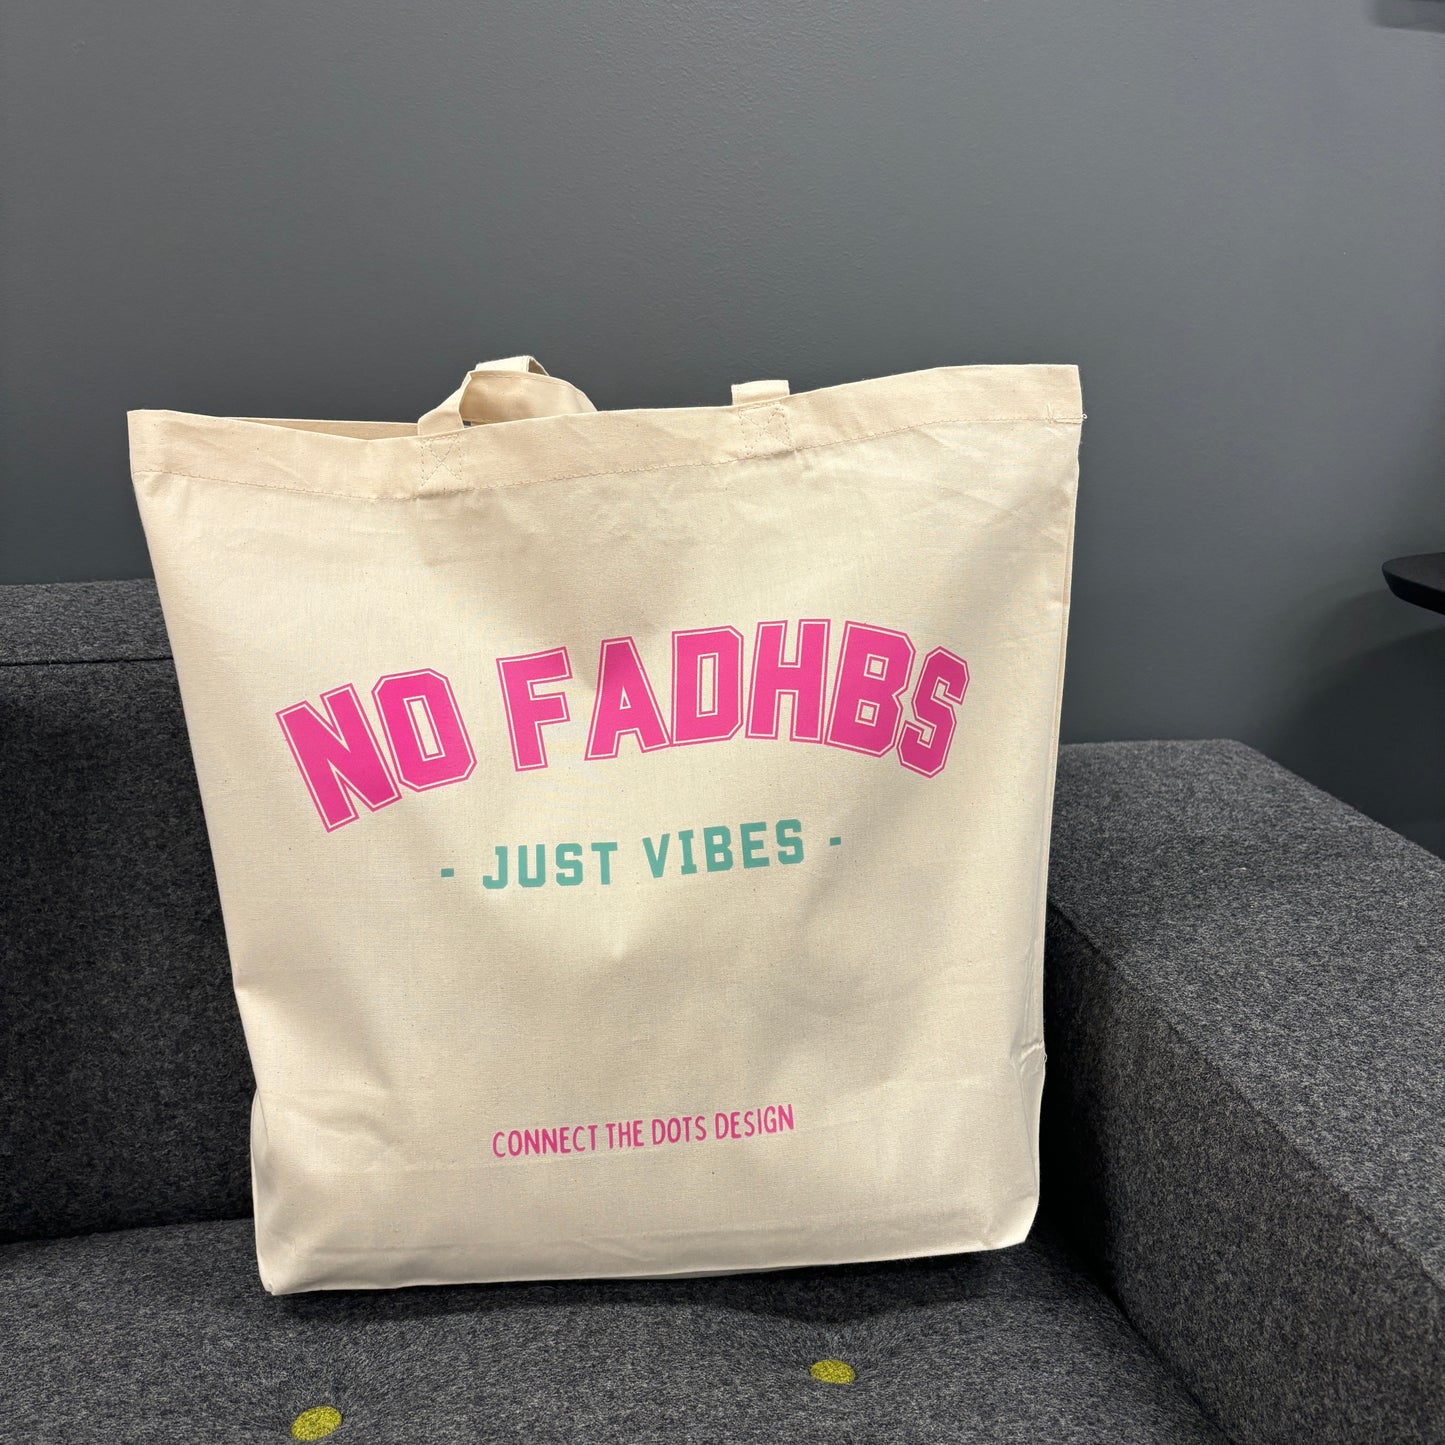 NO FADHBS
- JUST VIBES -
CONNECT THE DOTS DESIGN